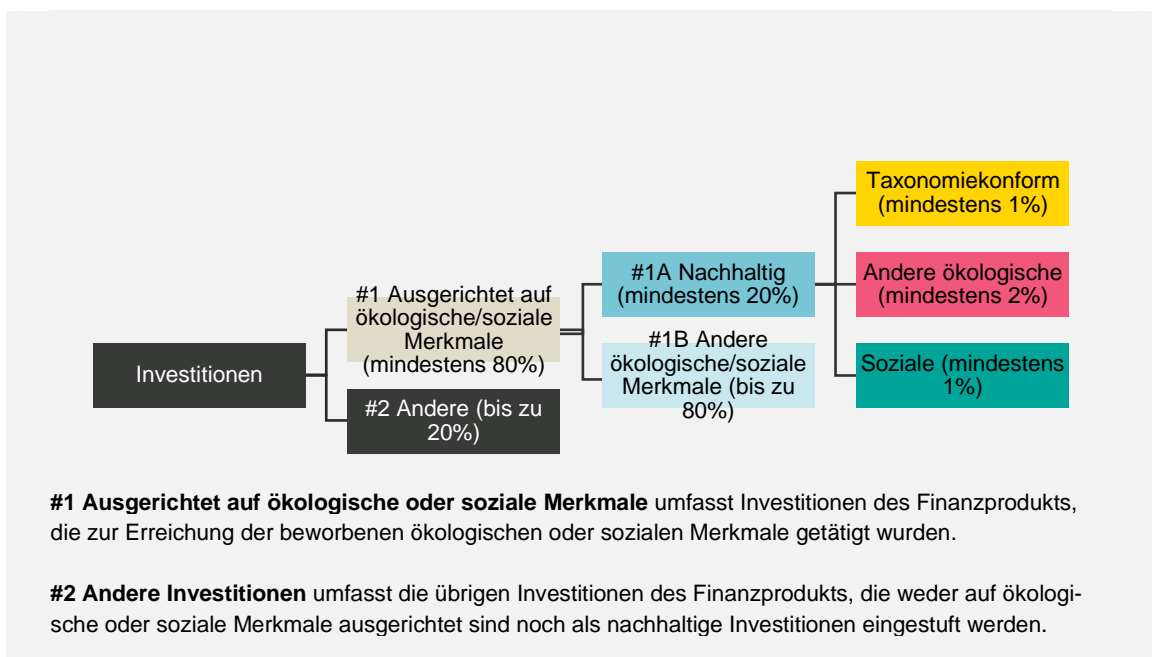 Investitionen
#1 Ausgerichtet auf
ökologische/soziale
Merkmale
(mindestens 80%)
#2 Andere (bis zu
20%)
#1A Nachhaltig
(mindestens 20%)
#1B Andere
ökologische/soziale
Merkmale (bis zu
80%)
Taxonomiekonform
(mindestens 1%)
Andere ökologische
(mindestens 2%)
Soziale (mindestens
1%)
#1 Ausgerichtet auf ökologische oder soziale Merkmale umfasst Investitionen des Finanzprodukts,
die zur Erreichung der beworbenen ökologischen oder sozialen Merkmale getätigt wurden.
#2 Andere Investitionen umfasst die übrigen Investitionen des Finanzprodukts, die weder auf ökologi-
sche oder soziale Merkmale ausgerichtet sind noch als nachhaltige Investitionen eingestuft werden.